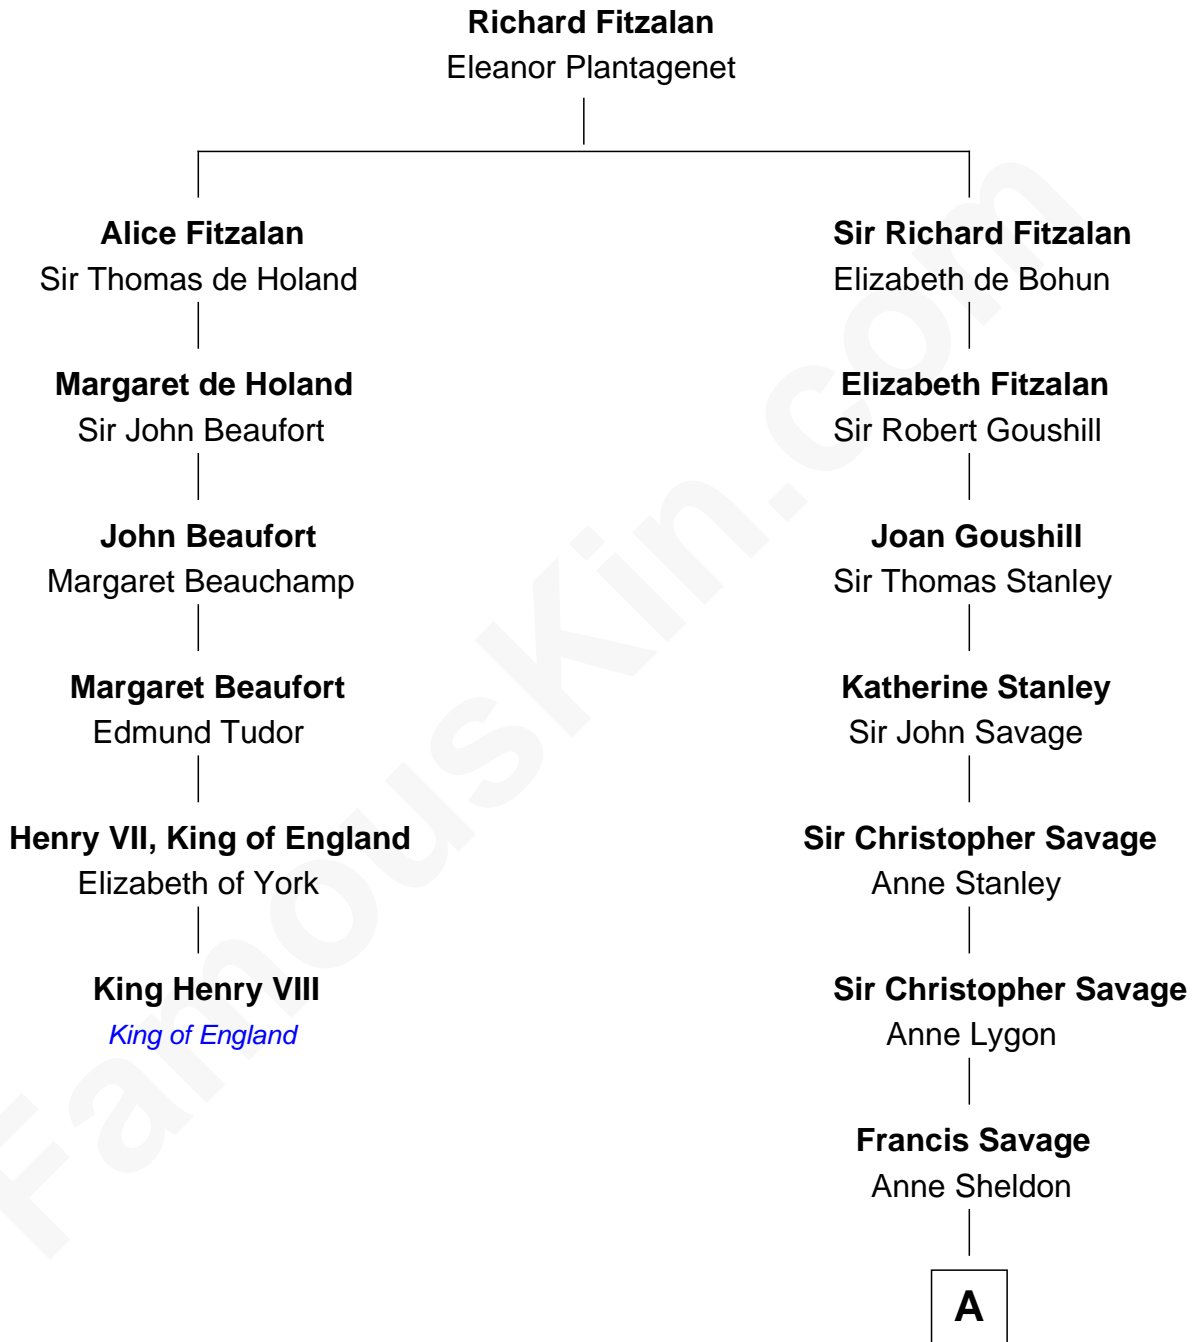 Richard Fitzalan
Eleanor Plantagenet
Alice Fitzalan
Sir Thomas de Holand
Margaret de Holand
Sir John Beaufort
John Beaufort
Margaret Beauchamp
Margaret Beaufort
Edmund Tudor
Henry VII, King of England
Elizabeth of York
King Henry VIII
King of England
Sir Richard Fitzalan
Elizabeth de Bohun
Elizabeth Fitzalan
Sir Robert Goushill
Joan Goushill
Sir Thomas Stanley
Katherine Stanley
Sir John Savage
Sir Christopher Savage
Anne Stanley
Sir Christopher Savage
Anne Lygon
Francis Savage
Anne Sheldon
A
FamousKin.com